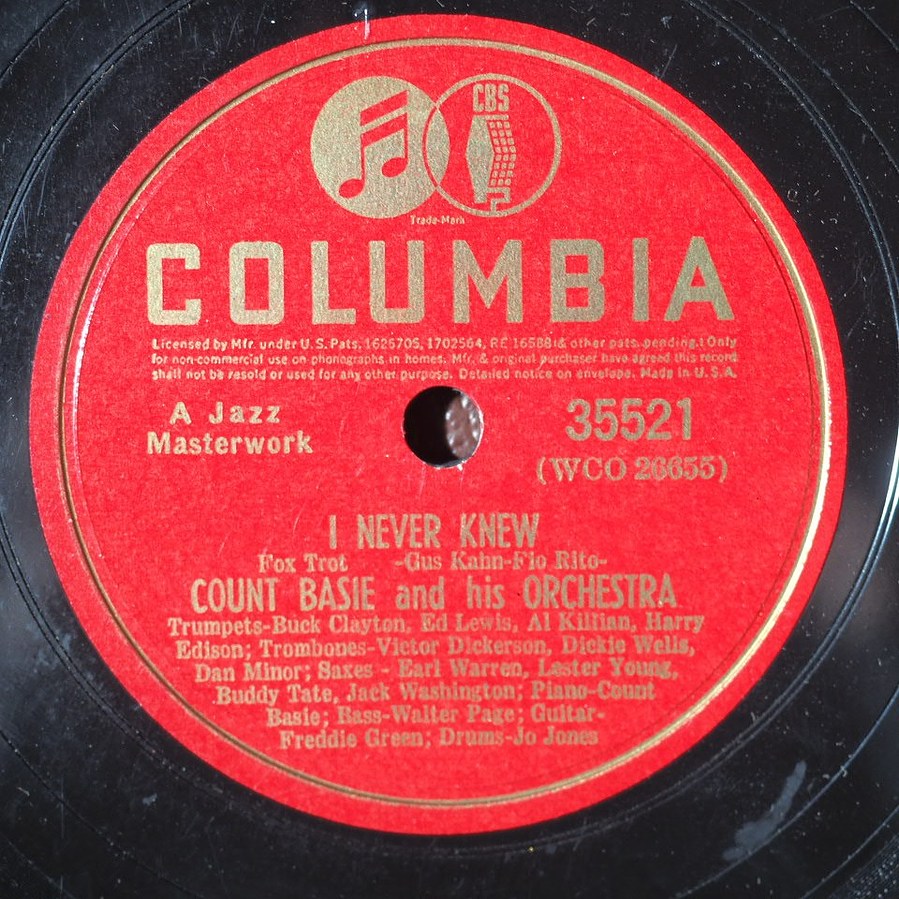 CBS
Trade-Mark
COLUMBIA
Licensed by Mfr. under U.S. Pats. 1626705, 1702564, RE 16588 & other pats. pending. Only
for non-commercial use on phonographs in homes. Mfr. & original purchaser have agreed this record
shall not be resold or used for any other purpose. Detailed notice on envelope. Made in U.S.A.
A Jazz
Masterwork
35521
(WCO 26655)
I NEVER KNEW
Fox Trot -Gus Kahn-Fio Rito-
COUNT BASIE and his ORCHESTRA
Trumpets-Buck Clayton, Ed Lewis, Al Killian, Harry
Edison; Trombones-Victor Dickerson, Dickie Wells,
Dan Minor; Saxes - Earl Warren, Lester Young,
Buddy Tate, Jack Washington; Piano-Count
Basie; Bass-Walter Page; Guitar-
Freddie Green; Drums-Jo Jones